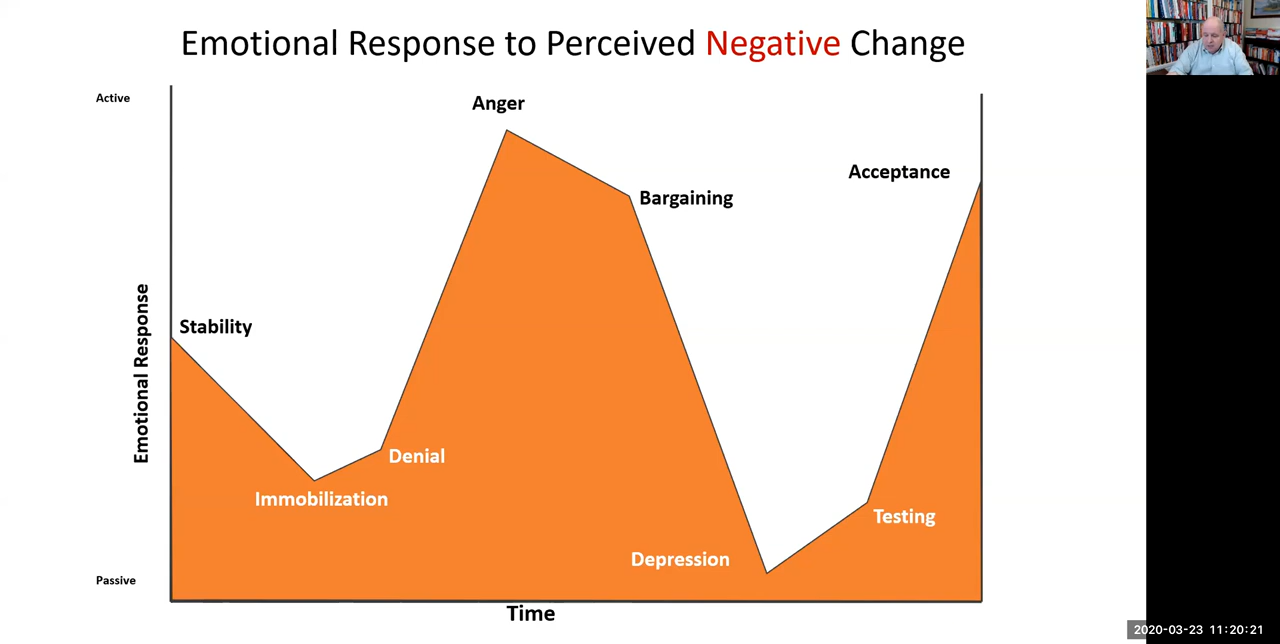 Emotional Response to Perceived Negative Change
Active
Anger
Acceptance
Bargaining
Stability
Emotional Response
Denial
Immobilization
Testing
Depression
Passive
Time
2020-03-23 11:20:21